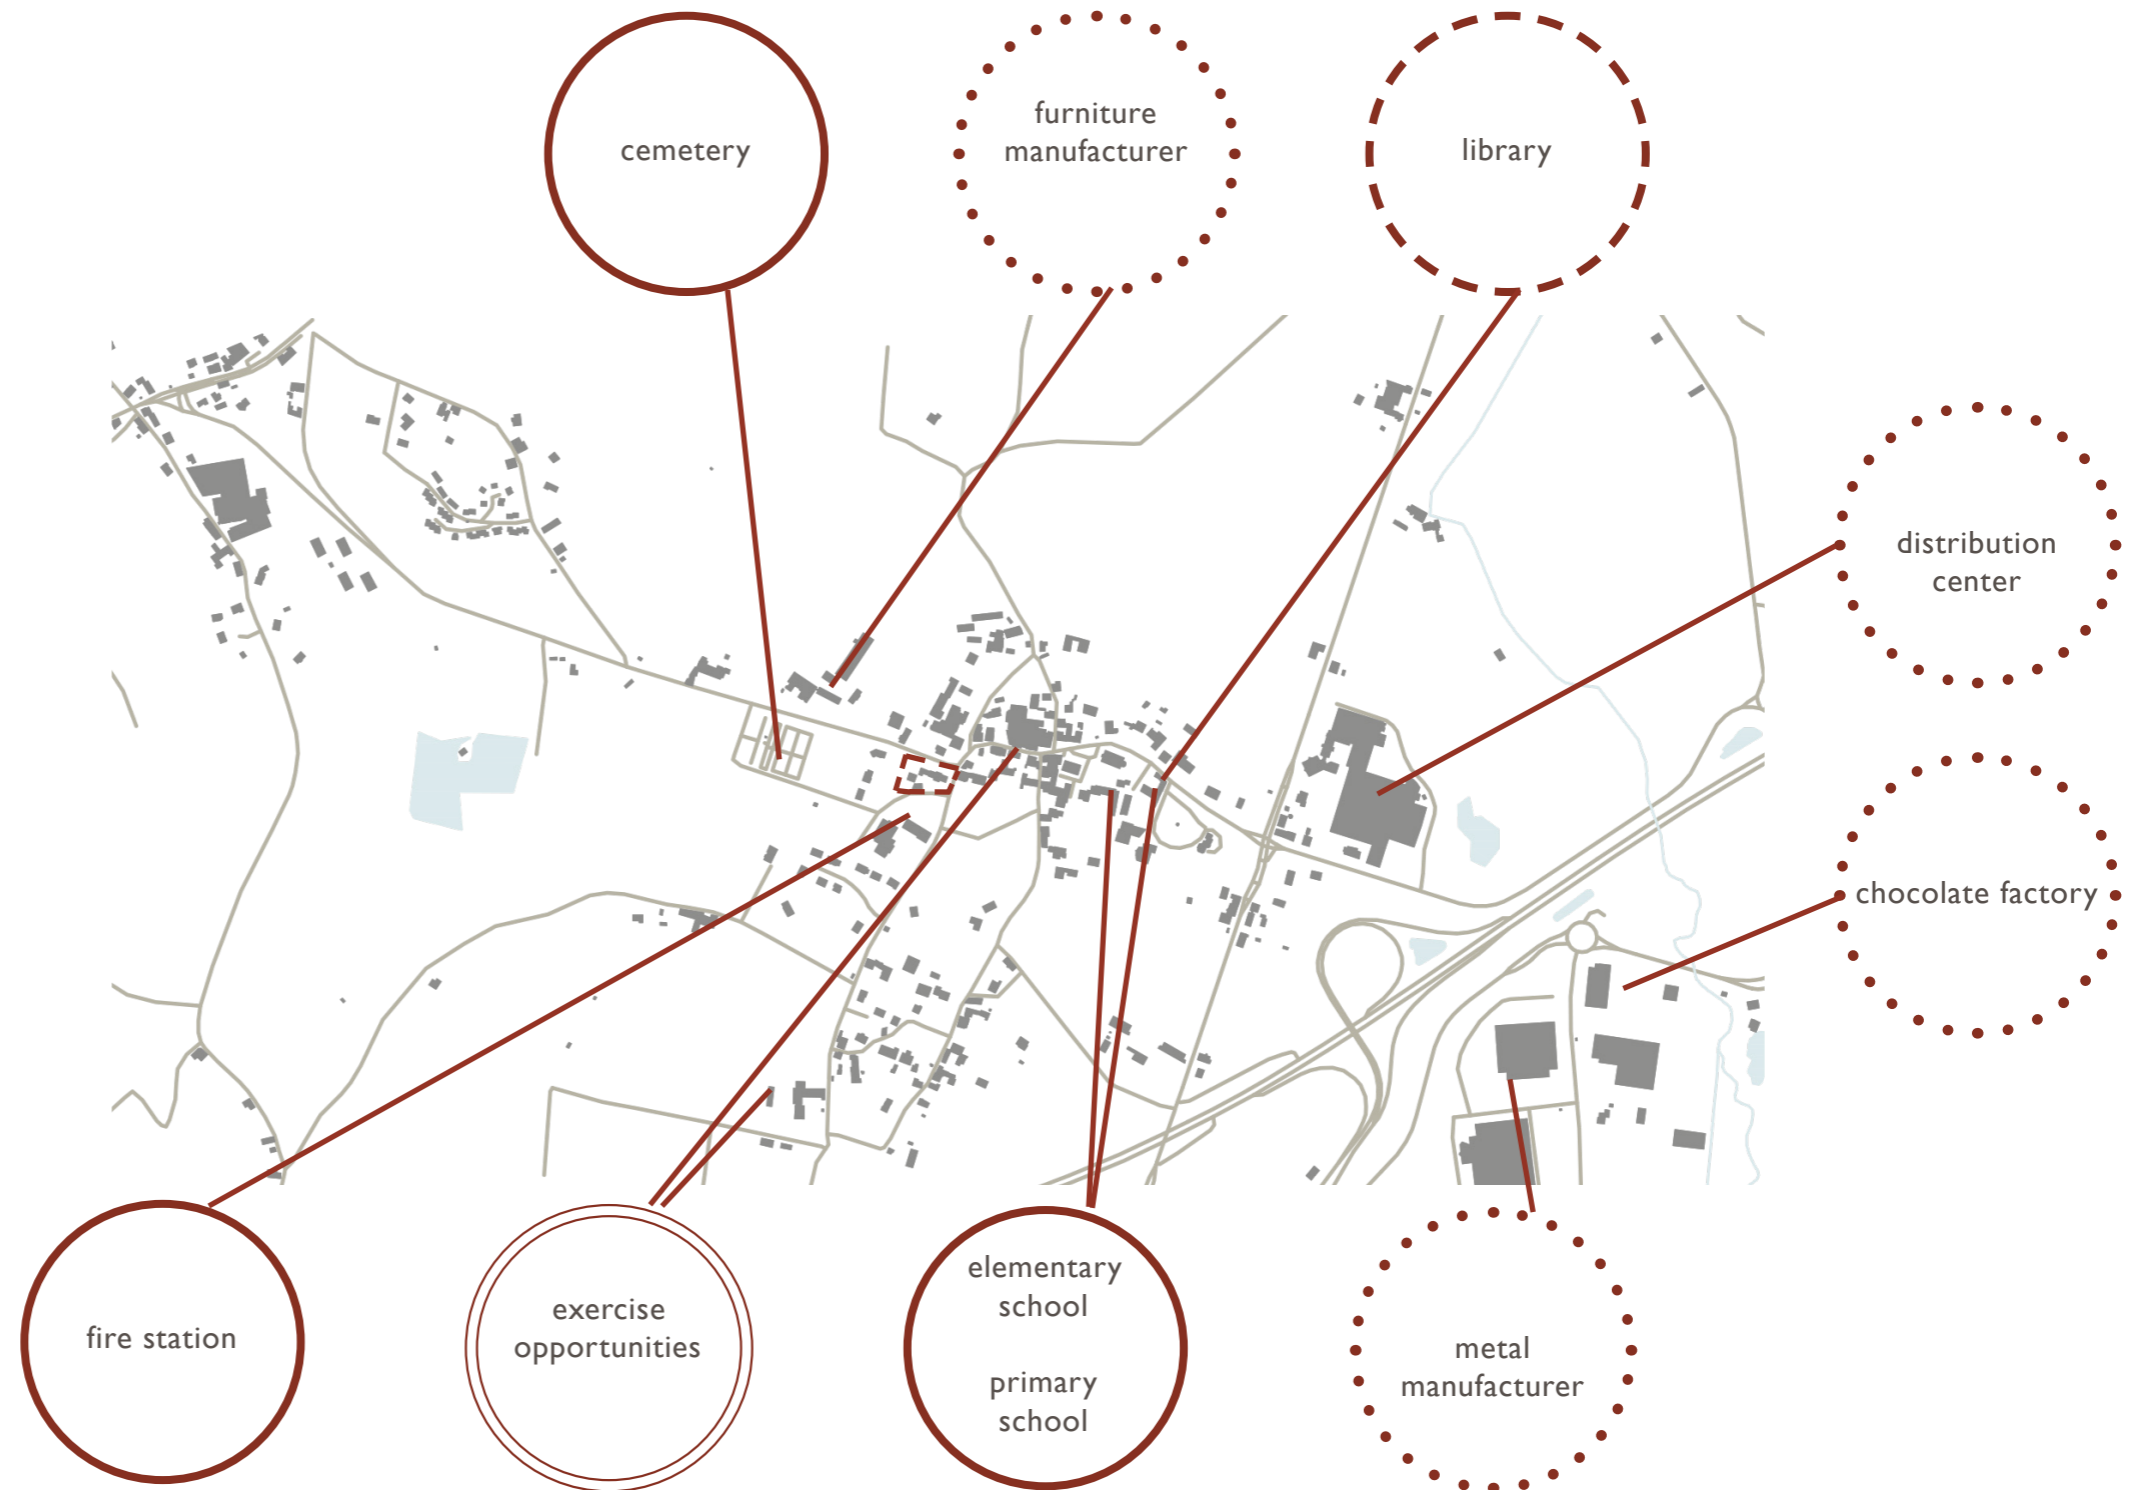 cemetery
furniture
manufacturer
library
distribution
center
chocolate factory
fire station
exercise
opportunities
elementary
school
primary
school
metal
manufacturer